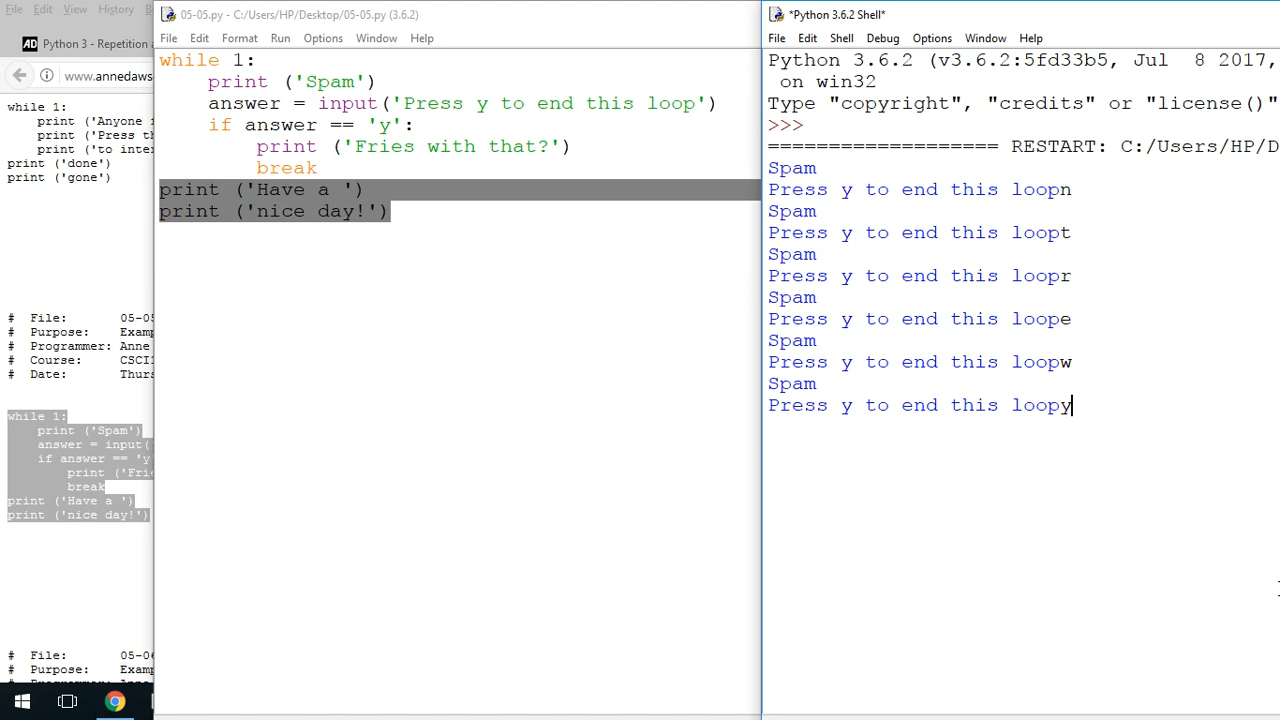 File Edit View History
AD Python 3 - Repetition a
www.annedaws
while 1:
print ('Anyone i
print ('Press th
print ('to inter
print ('done')
print ('gone')
# File: 05-05
# Purpose: Examp
# Programmer: Anne
# Course: CSCI1
# Date: Thurs
while 1:
print ('Spam')
answer = input('
if answer == 'y'
print ('Frie
break
print ('Have a ')
print ('nice day!')
# File: 05-06
# Purpose: Examp
05-05.py - C:/Users/HP/Desktop/05-05.py (3.6.2)
File Edit Format Run Options Window Help
while 1:
print ('Spam')
answer = input('Press y to end this loop')
if answer == 'y':
print ('Fries with that?')
break
print ('Have a ')
print ('nice day!')
*Python 3.6.2 Shell*
File Edit Shell Debug Options Window Help
Python 3.6.2 (v3.6.2:5fd33b5, Jul 8 2017,
on win32
Type "copyright", "credits" or "license()"
>>>
=================== RESTART: C:/Users/HP/D
Spam
Press y to end this loopn
Spam
Press y to end this loopt
Spam
Press y to end this loopr
Spam
Press y to end this loope
Spam
Press y to end this loopw
Spam
Press y to end this loopy